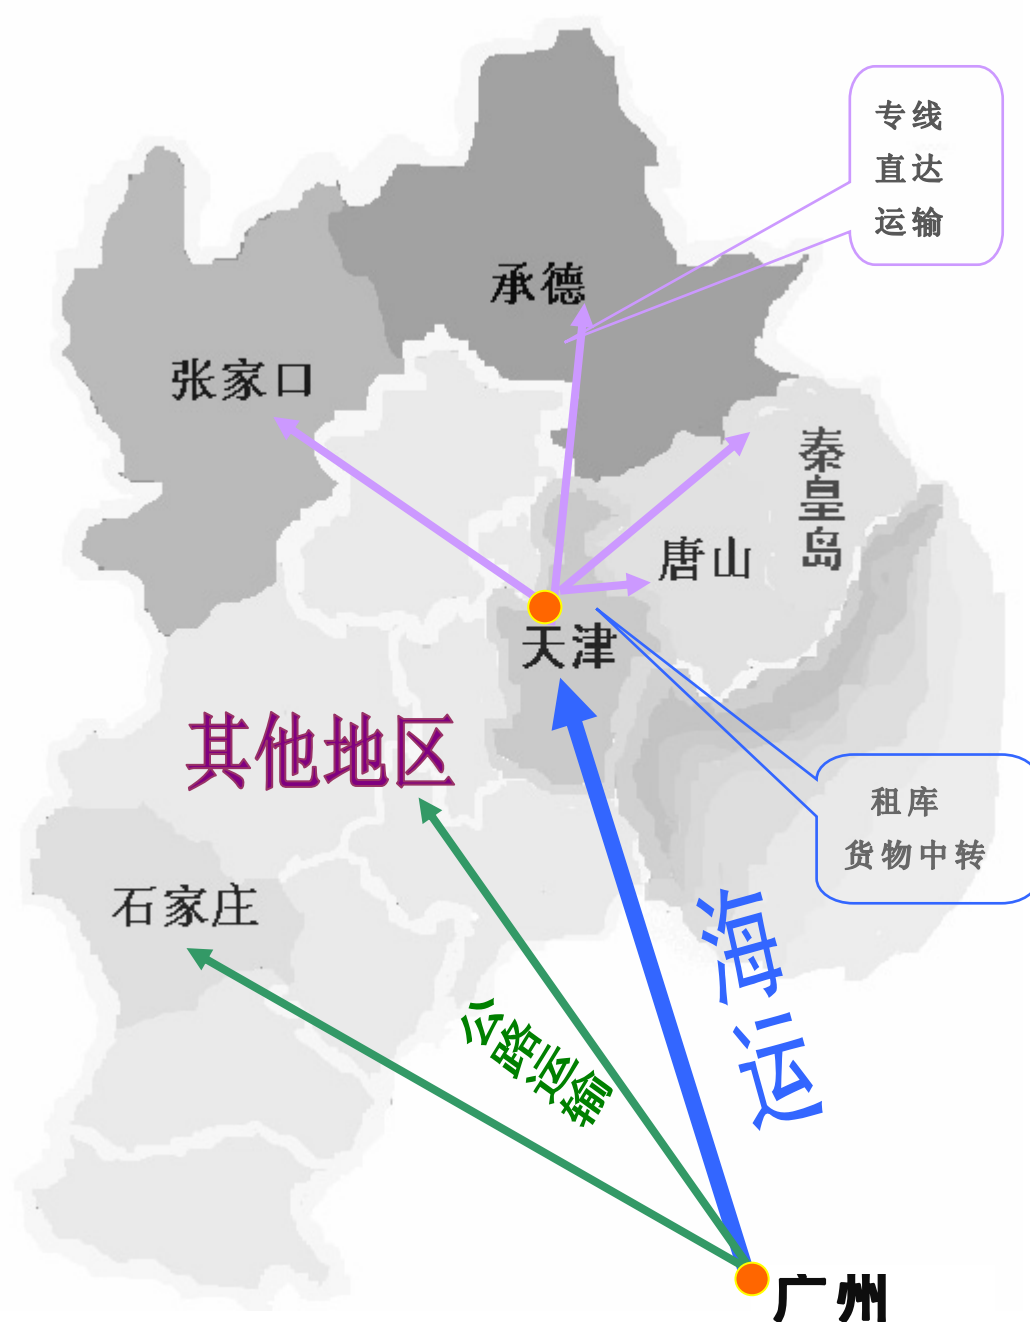 专线
直达
运输
承德
张家口
秦皇岛
唐山
天津
其他地区
租库
货物中转
石家庄
海运
公路运输
广州